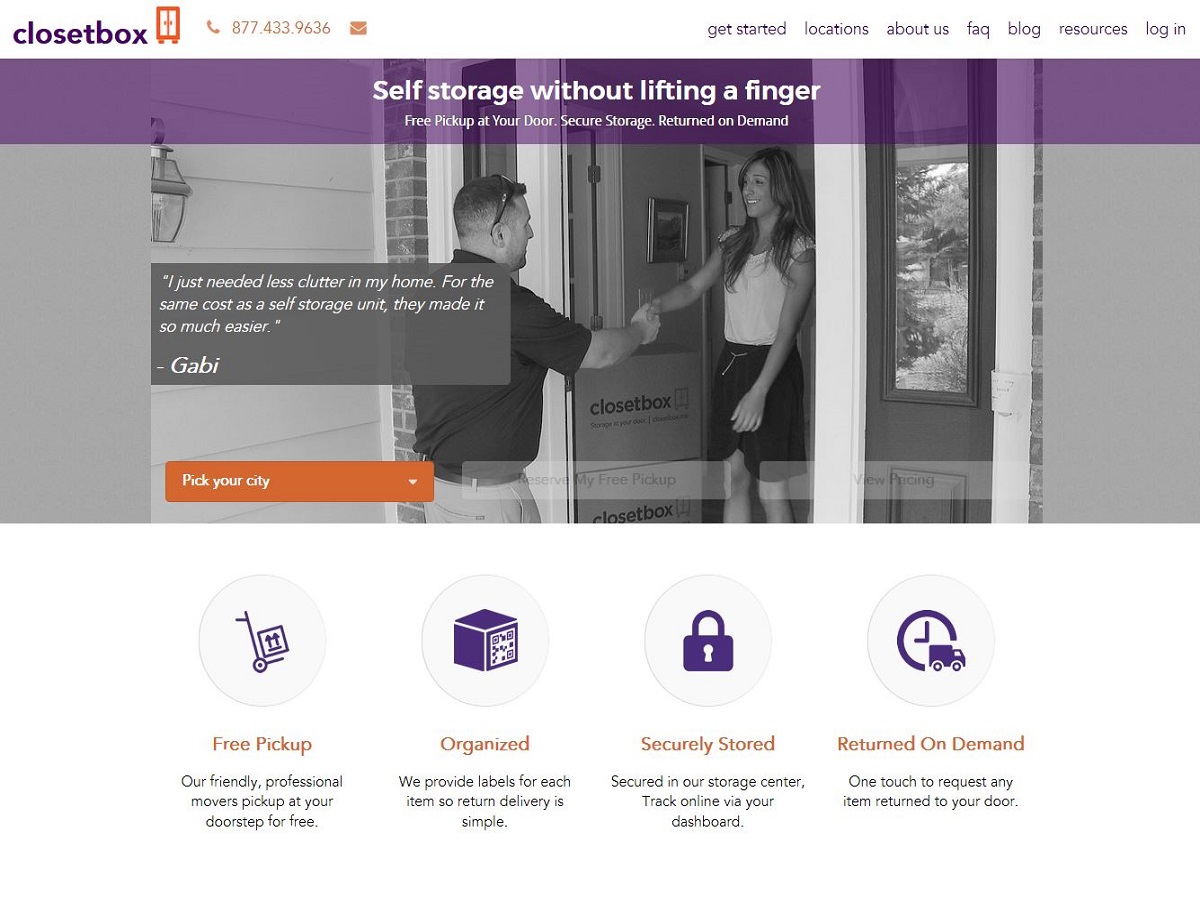 closetbox
877.433.9636
get started locations about us faq blog resources log in
Self storage without lifting a finger
Free Pickup at Your Door. Secure Storage. Returned on Demand
"I just needed less clutter in my home. For the
same cost as a self storage unit, they made it
so much easier."
- Gabi
closetbox
Storage at your door | closetbox.com
Pick your city
Reserve My Free Pickup
View Pricing
closetbox
Free Pickup
Our friendly, professional
movers pickup at your
doorstep for free.
Organized
We provide labels for each
item so return delivery is
simple.
Securely Stored
Secured in our storage center,
Track online via your
dashboard.
Returned On Demand
One touch to request any
item returned to your door.